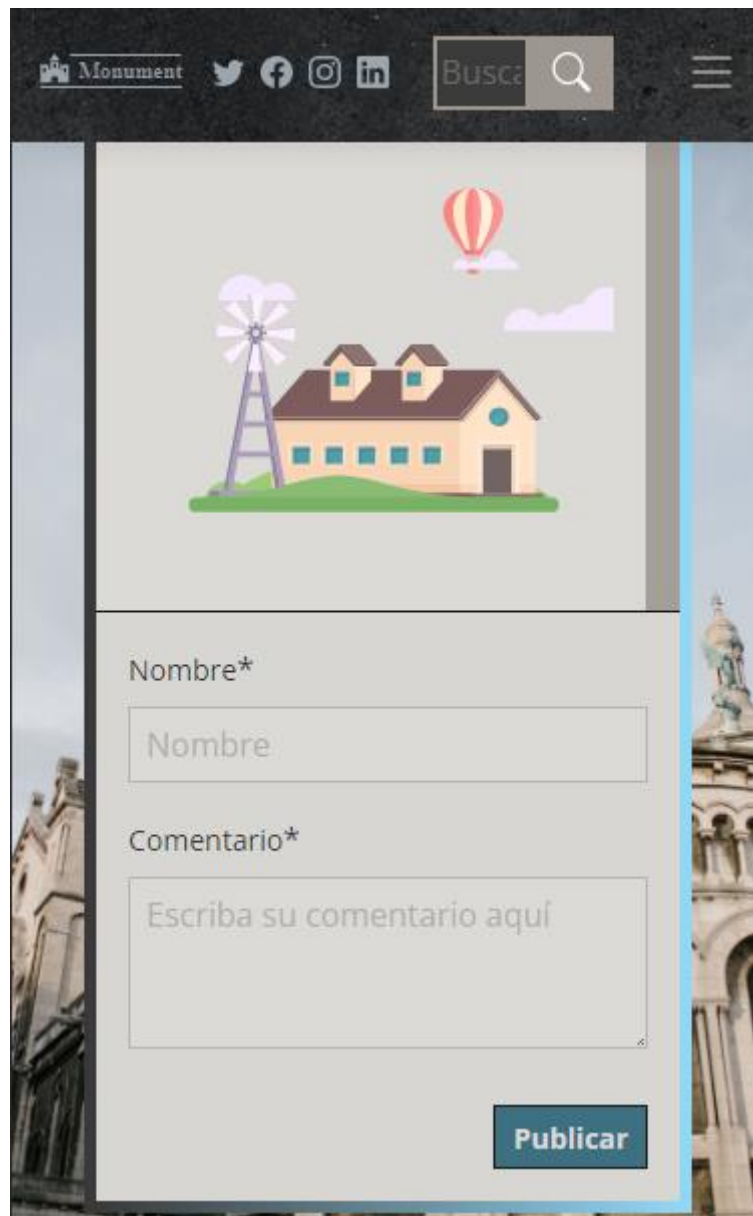 Monument
Busca
Nombre*
Nombre
Comentario*
Escriba su comentario aquí
Publicar